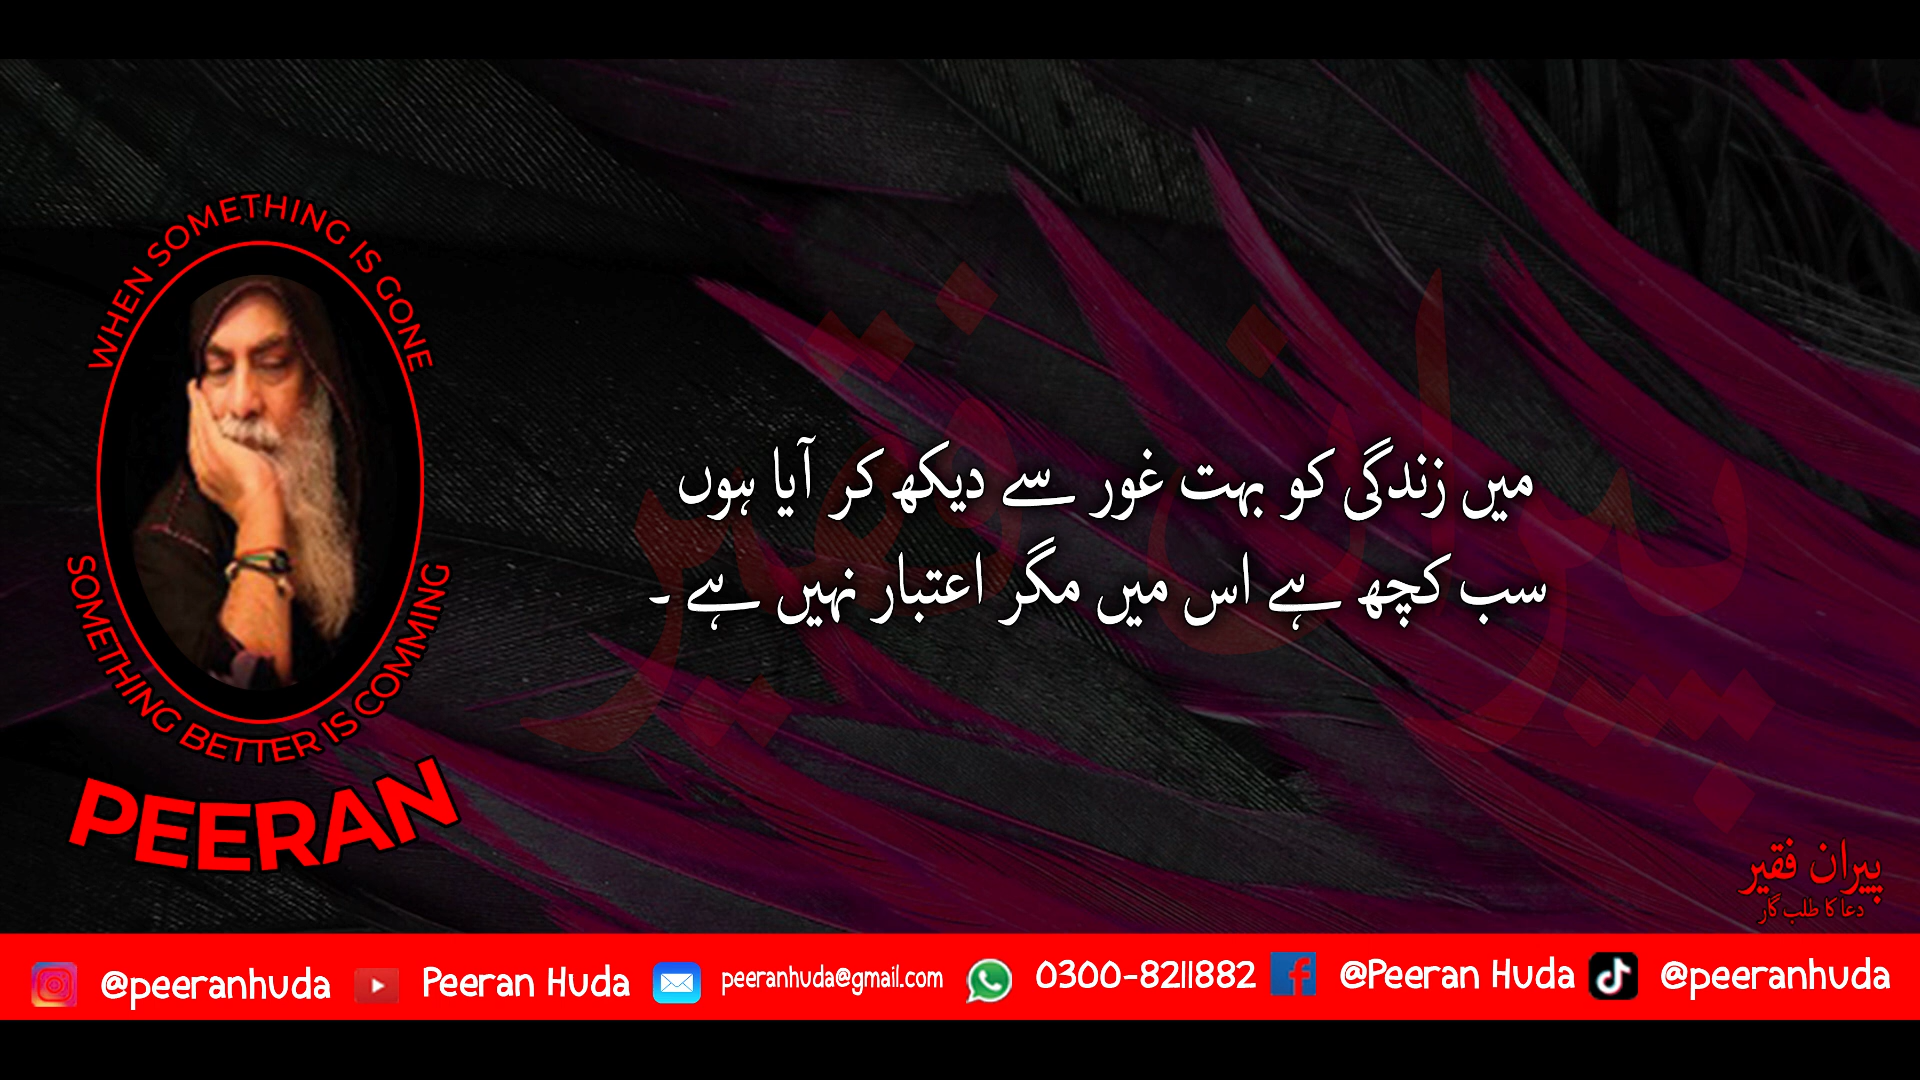 WHEN SOMETHING IS GONE
SOMETHING BETTER IS COMMING
PEERAN
پیران فقیر
میں زندگی کو بہت غور سے دیکھ کر آیا ہوں
سب کچھ ہے اس میں مگر اعتبار نہیں ہے ۔
پیران فقیر
دعا کا طلب گار
@peeranhuda Peeran Huda peeranhuda@gmail.com 0300-8211882 @Peeran Huda @peeranhuda